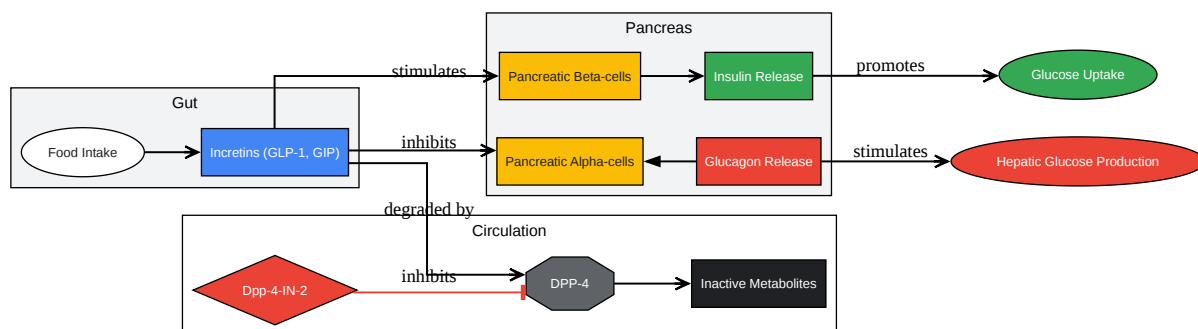 Pancreas
stimulates
Pancreatic Beta-cells
Insulin Release
promotes
Glucose Uptake
Gut
Food Intake
Incretins (GLP-1, GIP)
inhibits
Pancreatic Alpha-cells
Glucagon Release
stimulates
Hepatic Glucose Production
degraded by
Circulation
Dpp-4-IN-2
inhibits
DPP-4
Inactive Metabolites